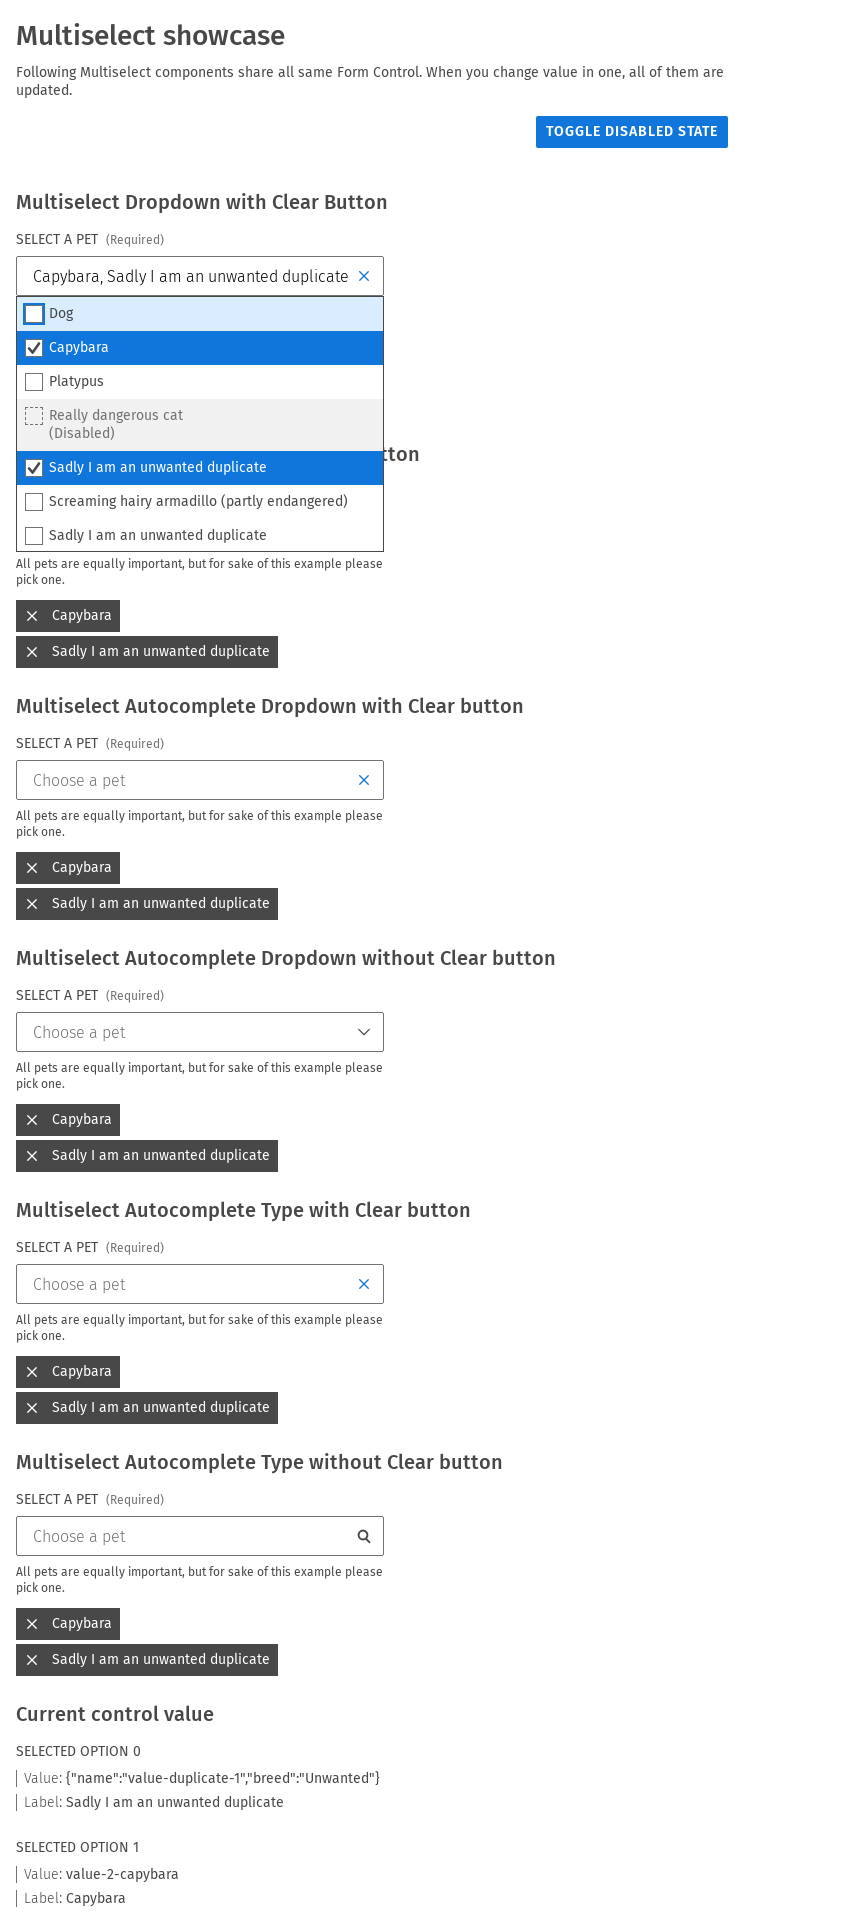 Multiselect showcase
Following Multiselect components share all same Form Control. When you change value in one, all of them are
updated.
TOGGLE DISABLED STATE
Multiselect Dropdown with Clear Button
SELECT A PET (Required)
Capybara, Sadly I am an unwanted duplicate
Dog
Capybara
Platypus
Really dangerous cat
(Disabled)
tton
Sadly I am an unwanted duplicate
Screaming hairy armadillo (partly endangered)
Sadly I am an unwanted duplicate
All pets are equally important, but for sake of this example please
pick one.
Capybara
Sadly I am an unwanted duplicate
Multiselect Autocomplete Dropdown with Clear button
SELECT A PET (Required)
Choose a pet
All pets are equally important, but for sake of this example please
pick one.
Capybara
Sadly I am an unwanted duplicate
Multiselect Autocomplete Dropdown without Clear button
SELECT A PET (Required)
Choose a pet
All pets are equally important, but for sake of this example please
pick one.
Capybara
Sadly I am an unwanted duplicate
Multiselect Autocomplete Type with Clear button
SELECT A PET (Required)
Choose a pet
All pets are equally important, but for sake of this example please
pick one.
Capybara
Sadly I am an unwanted duplicate
Multiselect Autocomplete Type without Clear button
SELECT A PET (Required)
Choose a pet
All pets are equally important, but for sake of this example please
pick one.
Capybara
Sadly I am an unwanted duplicate
Current control value
SELECTED OPTION 0
Value: {"name":"value-duplicate-1","breed":"Unwanted"}
Label: Sadly I am an unwanted duplicate
SELECTED OPTION 1
Value: value-2-capybara
Label: Capybara